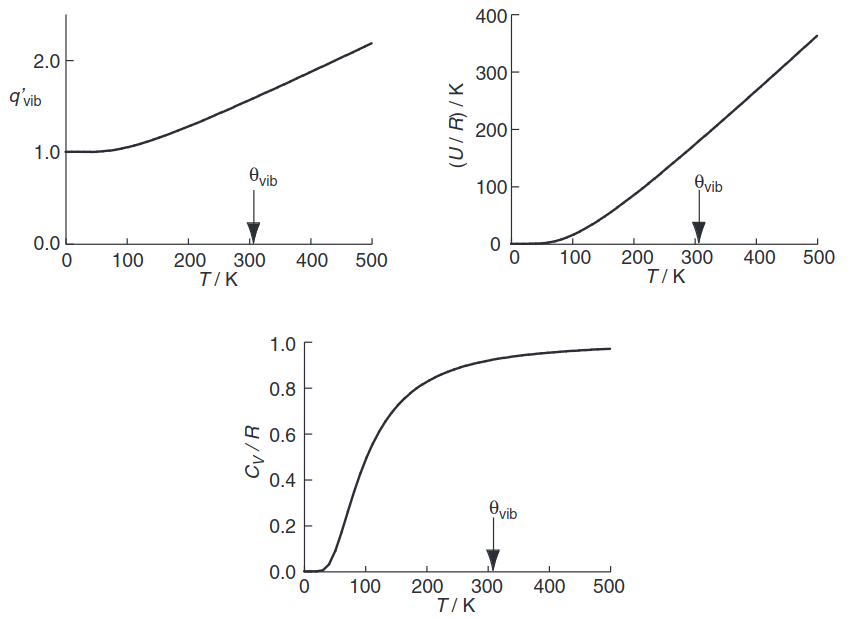 q'vib
2.0
1.0
0.0
θvib
0 100 200 300 400 500
T / K
(U / R) / K
400
300
200
100
0
θvib
0 100 200 300 400 500
T / K
CV / R
1.0
0.8
0.6
0.4
0.2
0.0
θvib
0 100 200 300 400 500
T / K